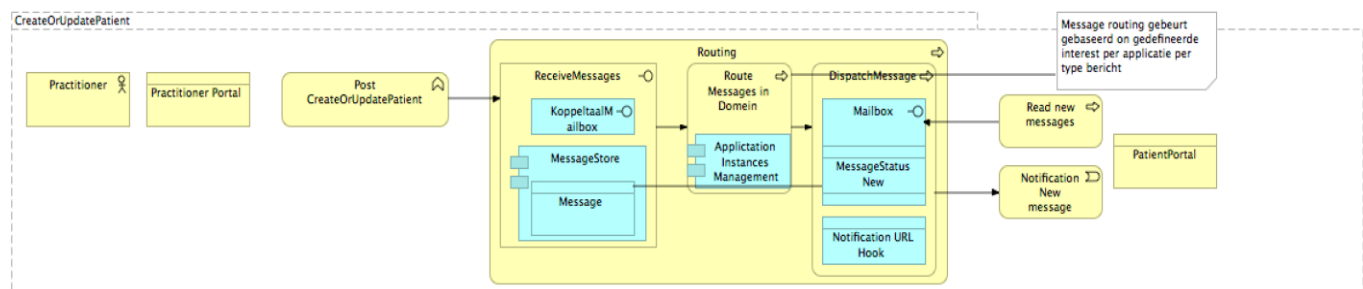 CreateOrUpdatePatient
Message routing gebeurt
gebaseerd on gedefineerde
interest per applicatie per
type bericht
Practitioner
Practitioner Portal
Post
CreateOrUpdatePatient
Routing
ReceiveMessages
KoppeltaalM
ailbox
MessageStore
Message
Route
Messages in
Domein
Applictation
Instances
Management
DispatchMessage
Mailbox
MessageStatus
New
Notification URL
Hook
Read new
messages
Notification
New
message
PatientPortal